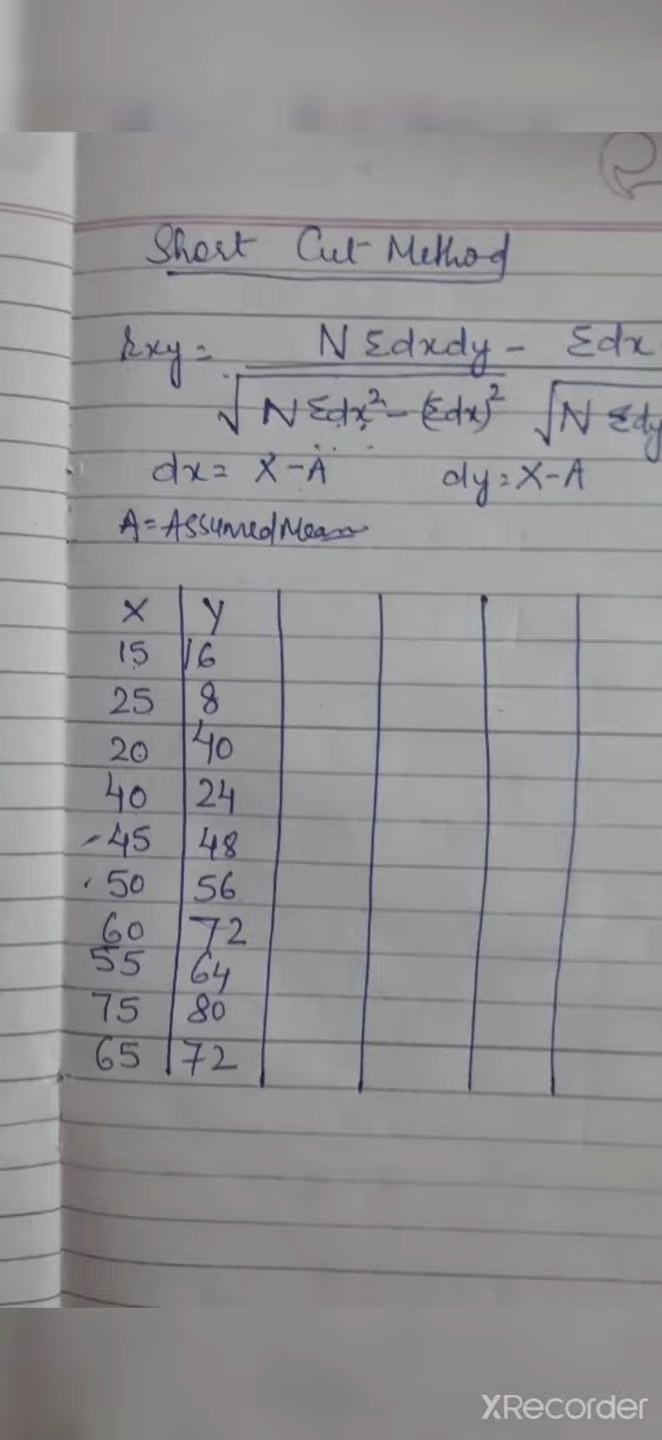 Short Cut Method
rxy = N Σdxdy - Σdx
√NΣdx² - (Σdx)² √N Σdy
dx = X - A dy = X - A
A = Assumed Mean
X Y
15 16
25 8
20 40
40 24
45 48
50 56
60 72
55 64
75 80
65 72
XRecorder